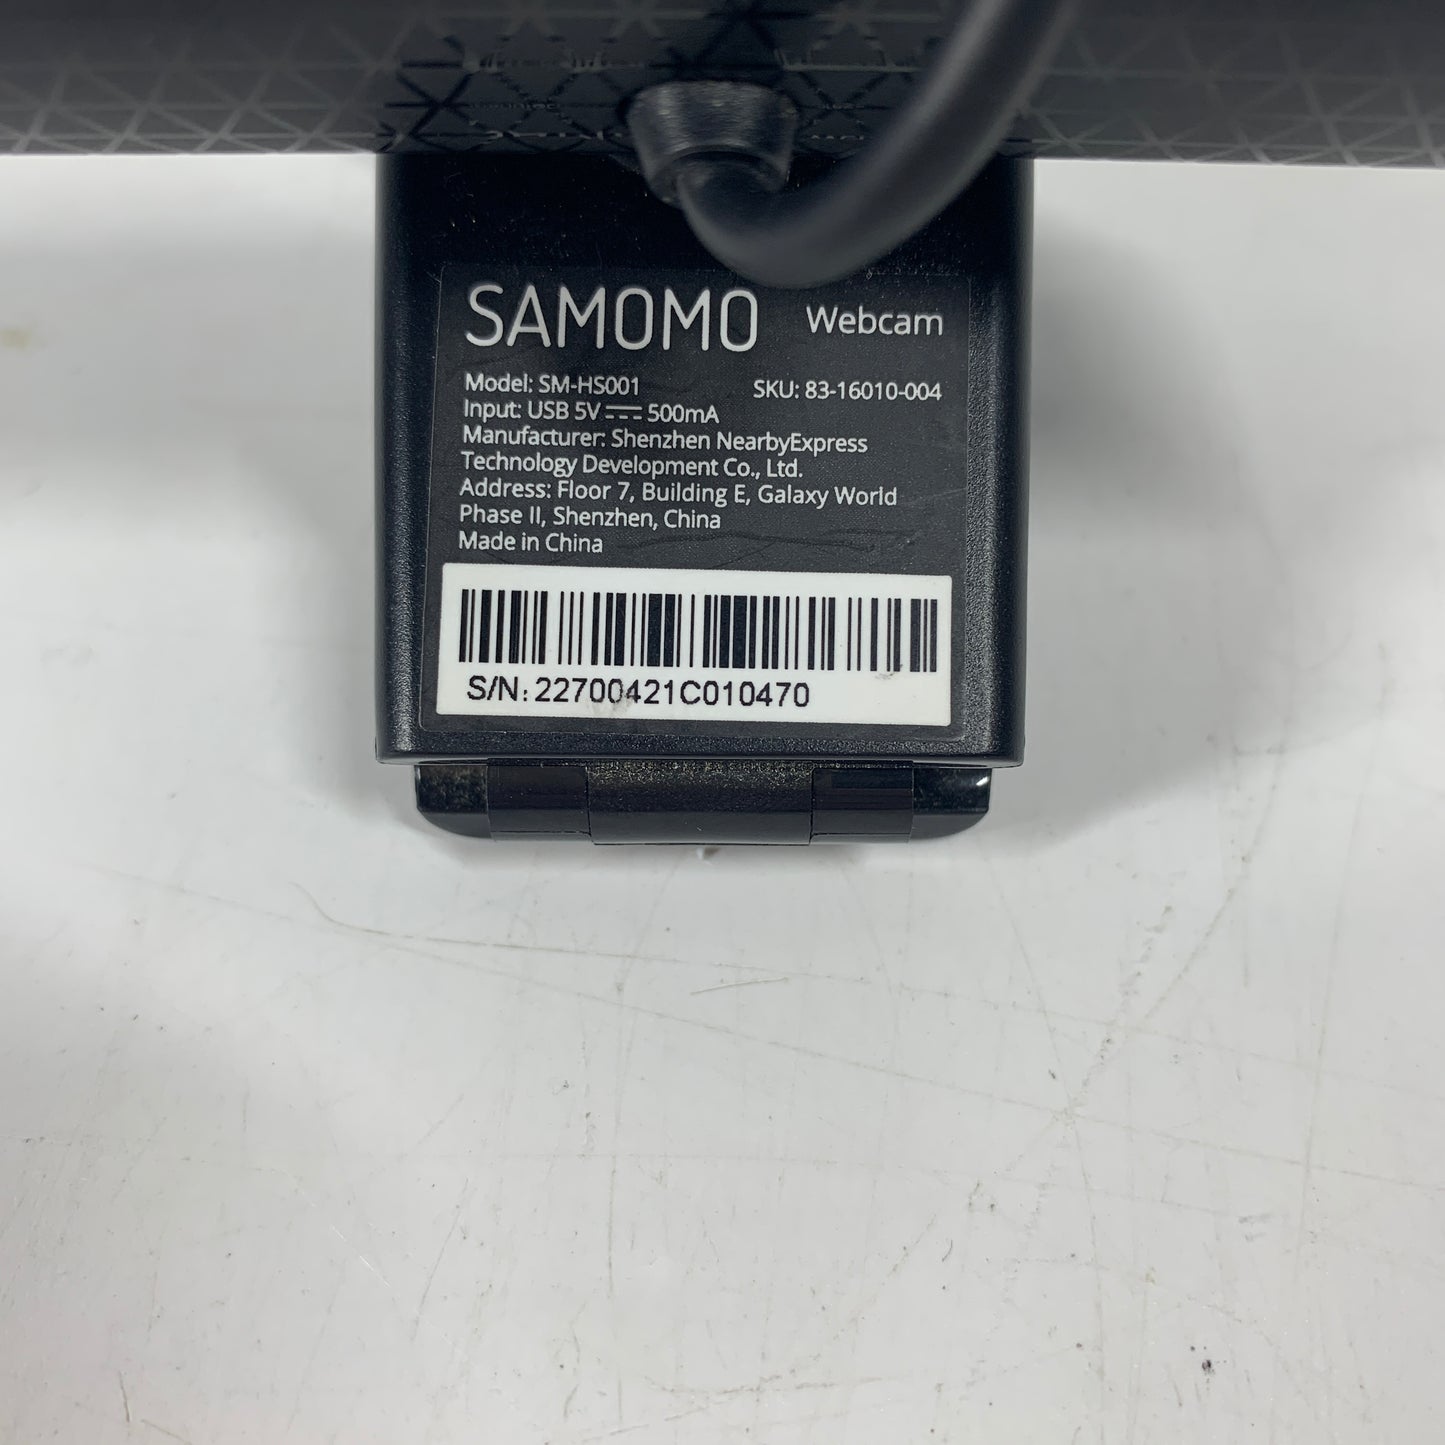 SAMOMO Webcam
Model: SM-HS001 SKU: 83-16010-004
Input: USB 5V ⎓ 500mA
Manufacturer: Shenzhen NearbyExpress
Technology Development Co., Ltd.
Address: Floor 7, Building E, Galaxy World
Phase II, Shenzhen, China
Made in China
S/N: 22700421C010470